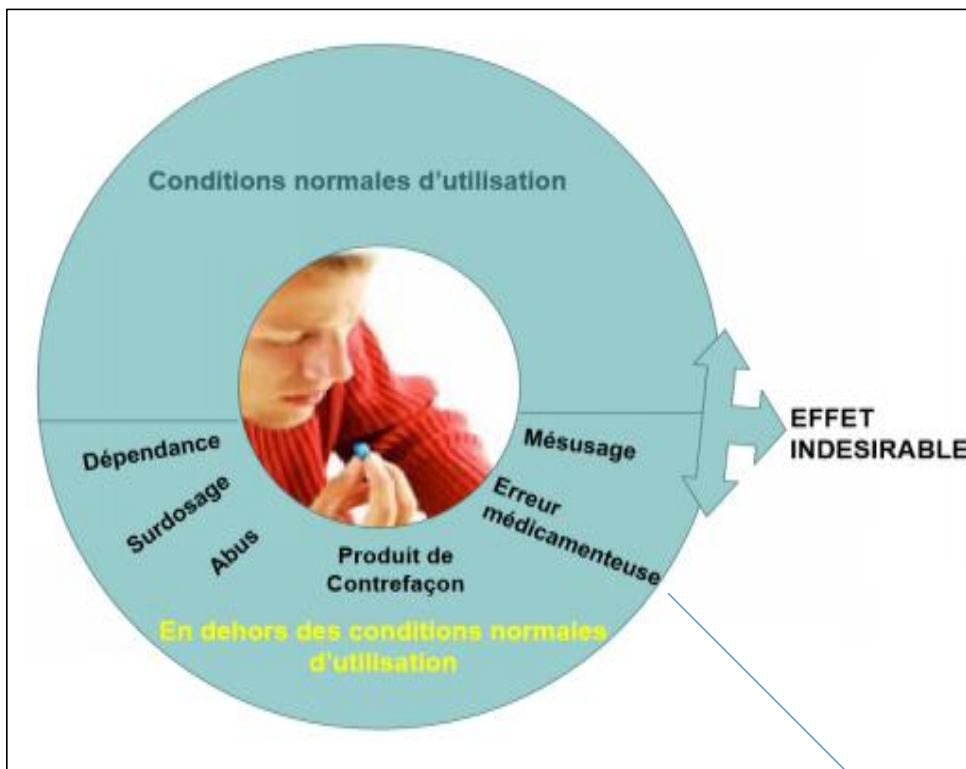 Conditions normales d'utilisation
Dépendance
Surdosage
Abus
Produit de
Contrefaçon
Mésusage
Erreur
médicamenteuse
En dehors des conditions normales
d'utilisation
EFFET
INDESIRABLE